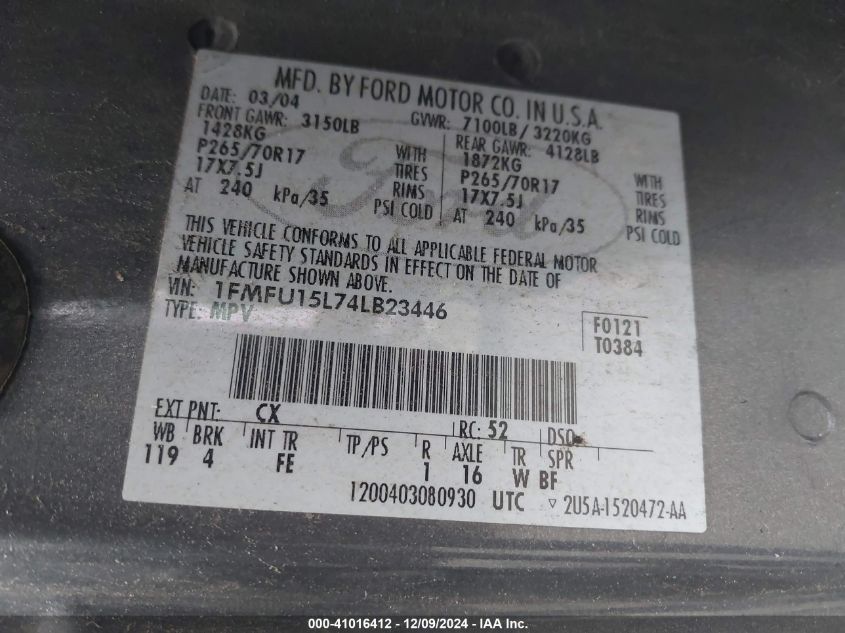 MFD. BY FORD MOTOR CO. IN U.S.A.
DATE: 03/04 GVWR: 7100LB/ 3220KG
FRONT GAWR: 3150LB REAR GAWR: 4128LB
1428KG WITH 1872KG WITH
P265/70R17 TIRES P265/70R17 TIRES
17X7.5J RIMS 17X7.5J RIMS
AT 240 kPa/35 PSI COLD AT 240 kPa/35 PSI COLD
THIS VEHICLE CONFORMS TO ALL APPLICABLE FEDERAL MOTOR
VEHICLE SAFETY STANDARDS IN EFFECT ON THE DATE OF
MANUFACTURE SHOWN ABOVE.
VIN: 1FMFU15L74LB23446
TYPE: MPV
F0121
T0384
EXT PNT: CX RC: 52 DSO:
WB BRK INT TR TP/PS R AXLE TR SPR
119 4 FE 1 16 W BF
1200403080930 UTC ▿ 2U5A-1520472-AA
Ford
000-41016412 - 12/09/2024 - IAA Inc.